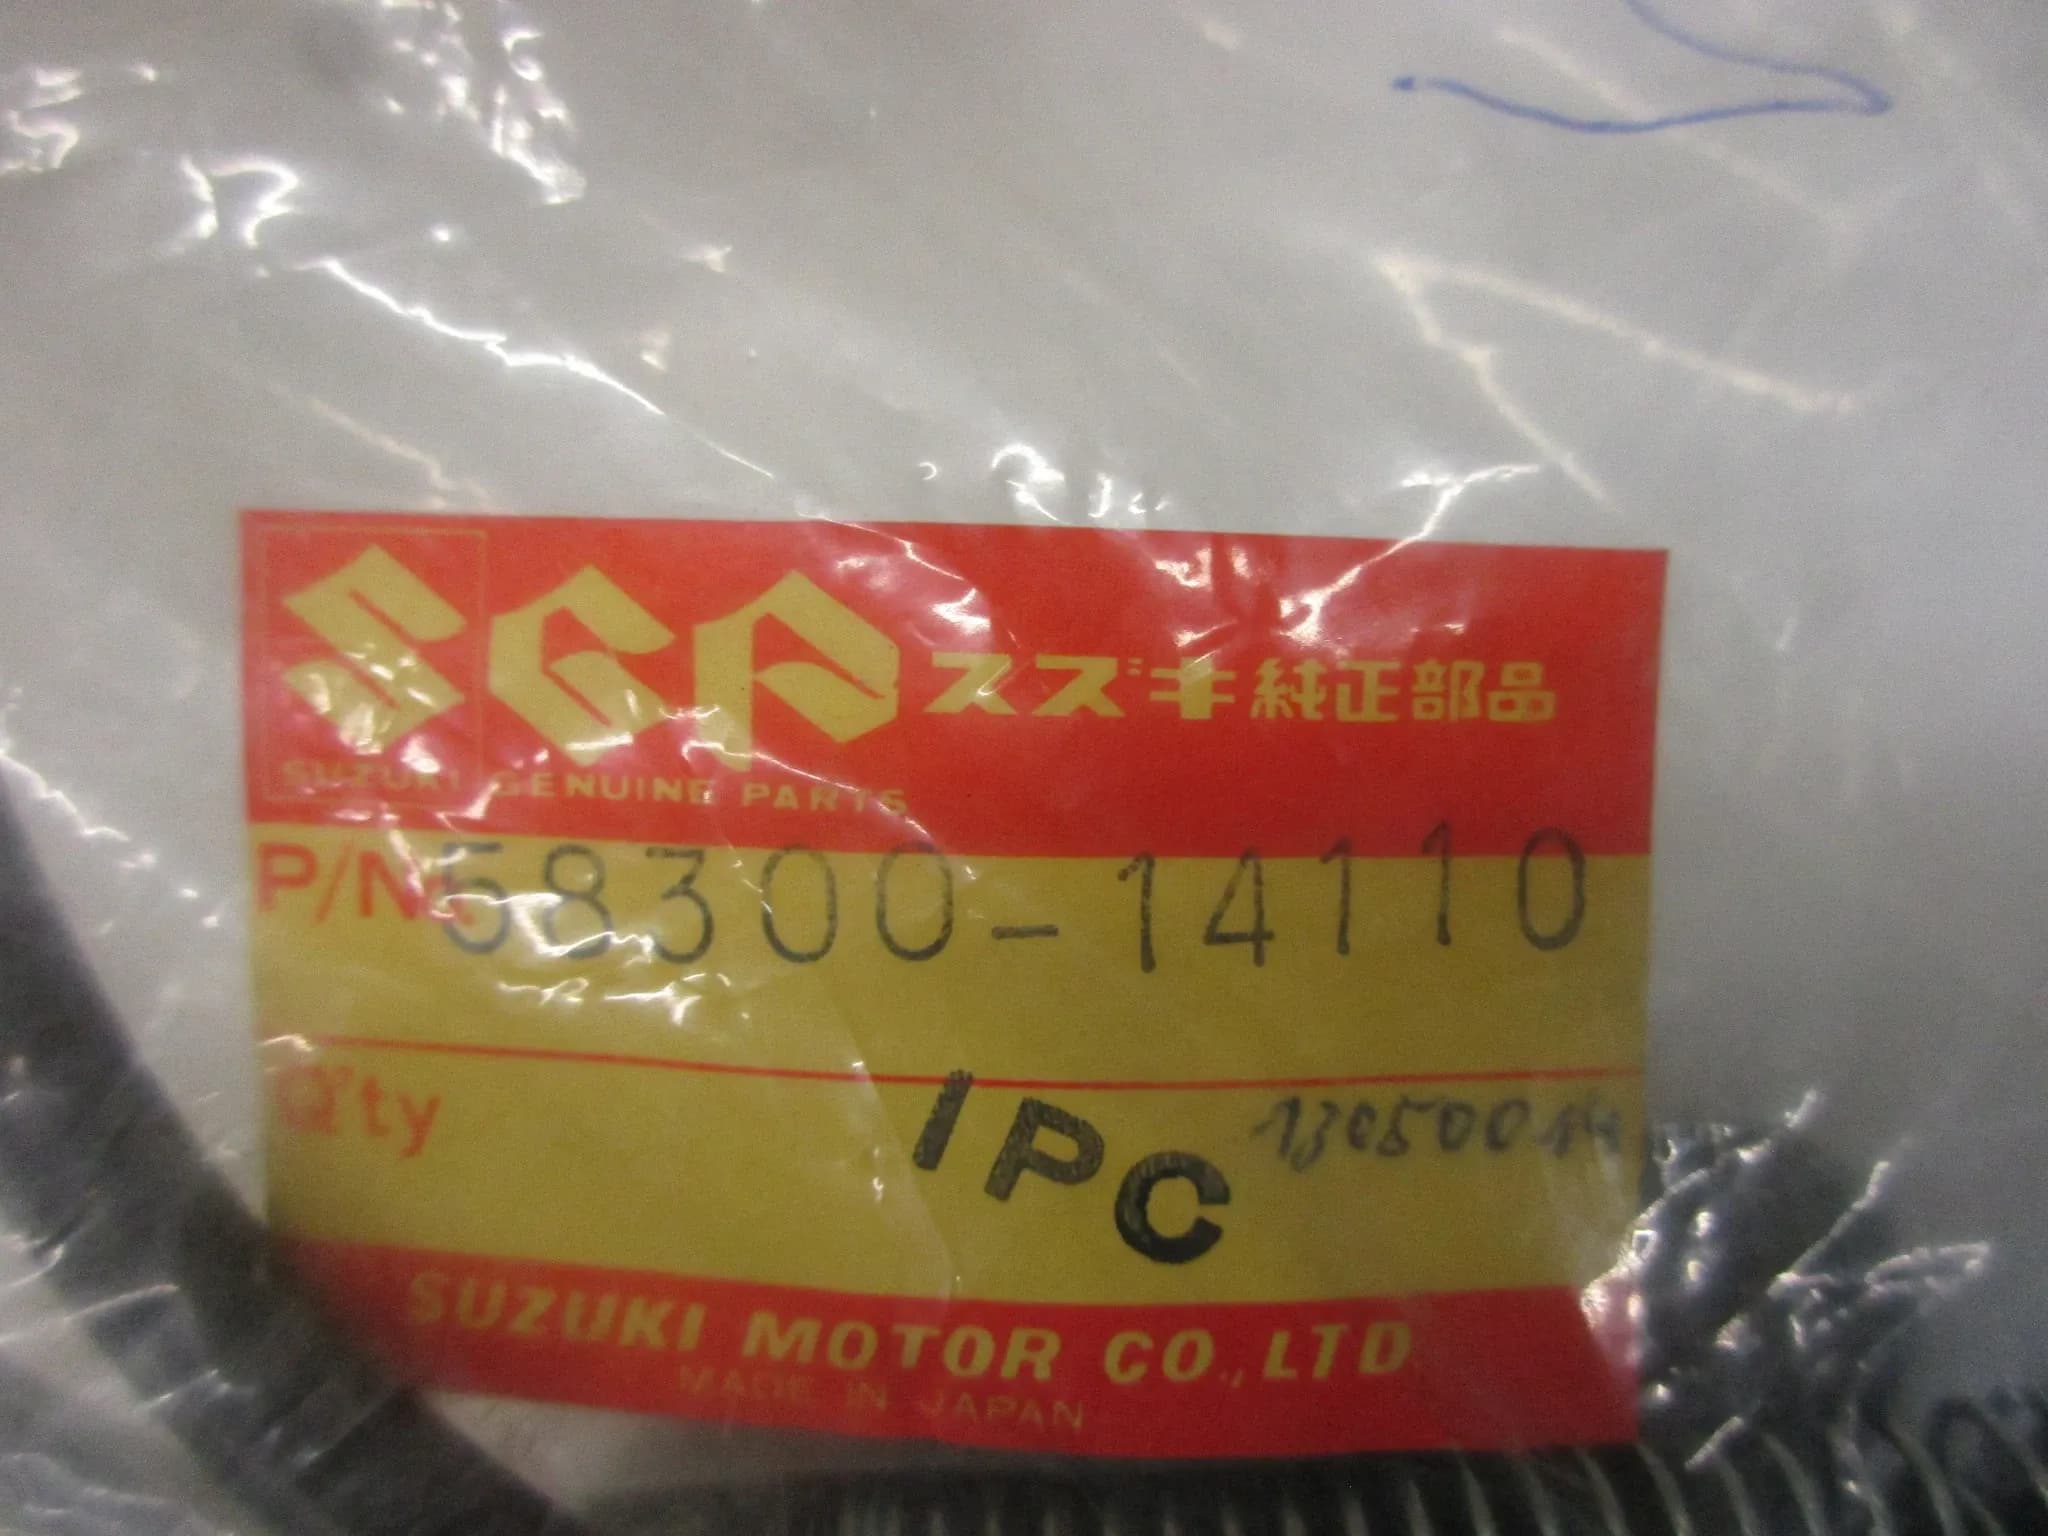 SGP スズキ純正部品
SUZUKI GENUINE PARTS
P/No. 58300-14110
Q'ty 1PC
SUZUKI MOTOR CO.,LTD
MADE IN JAPAN